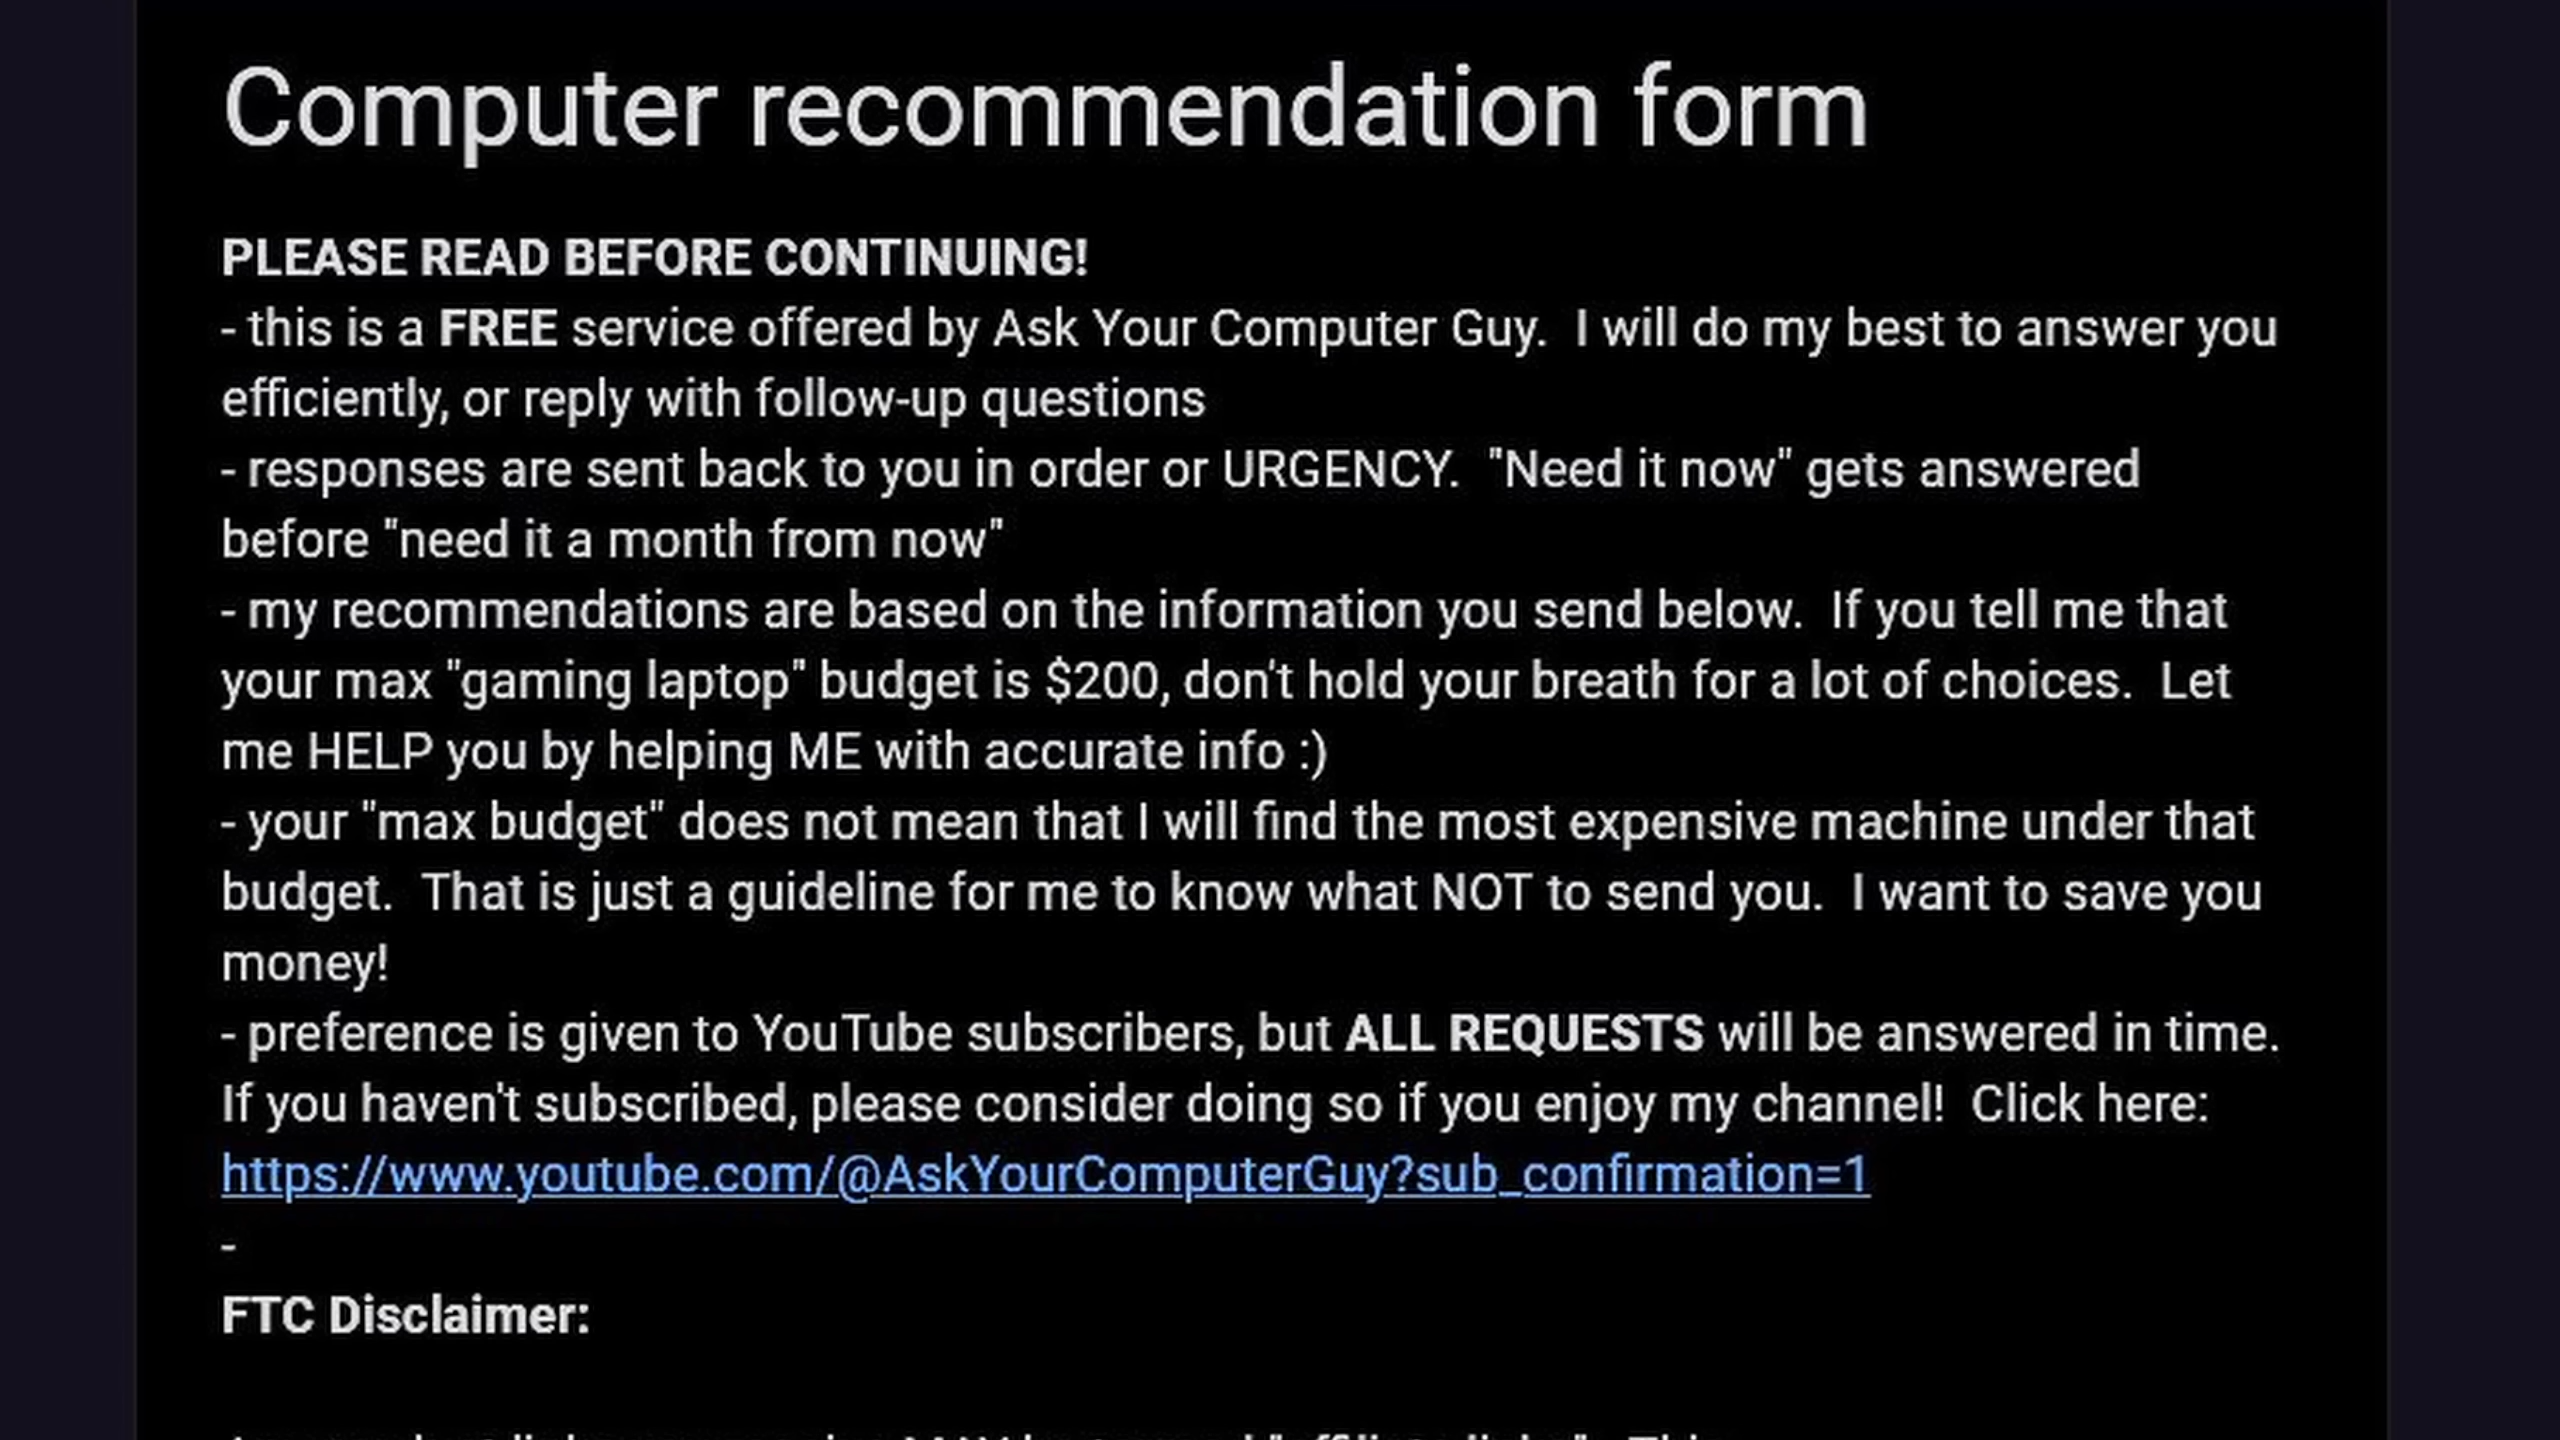 Computer recommendation form
PLEASE READ BEFORE CONTINUING!
- this is a FREE service offered by Ask Your Computer Guy.  I will do my best to answer you
efficiently, or reply with follow-up questions
- responses are sent back to you in order or URGENCY.  "Need it now" gets answered
before "need it a month from now"
- my recommendations are based on the information you send below.  If you tell me that
your max "gaming laptop" budget is $200, don't hold your breath for a lot of choices.  Let
me HELP you by helping ME with accurate info :)
- your "max budget" does not mean that I will find the most expensive machine under that
budget.  That is just a guideline for me to know what NOT to send you.  I want to save you
money!
- preference is given to YouTube subscribers, but ALL REQUESTS will be answered in time.
If you haven't subscribed, please consider doing so if you enjoy my channel!  Click here:
https://www.youtube.com/@AskYourComputerGuy?sub_confirmation=1
-
FTC Disclaimer: